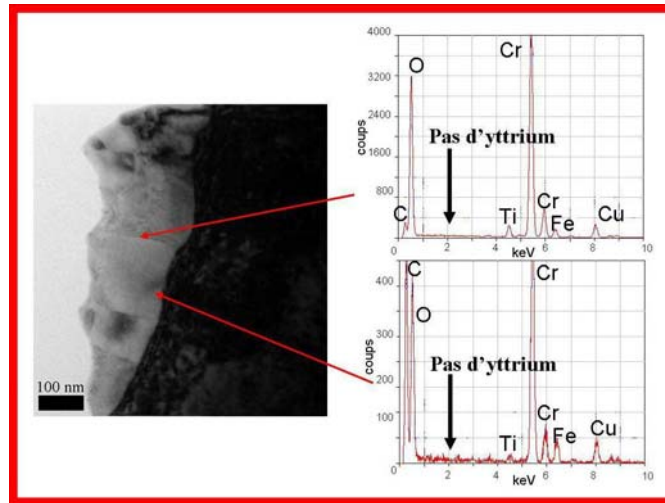 4000
3200
2400
1600
800
0
coups
O
Cr
Pas d'yttrium
C
Ti
Cr
Fe
Cu
0 2 4 6 8 10
keV
400
300
200
100
0
coups
C
O
Cr
Pas d'yttrium
Ti
Cr
Fe
Cu
0 2 4 6 8 10
keV
100 nm